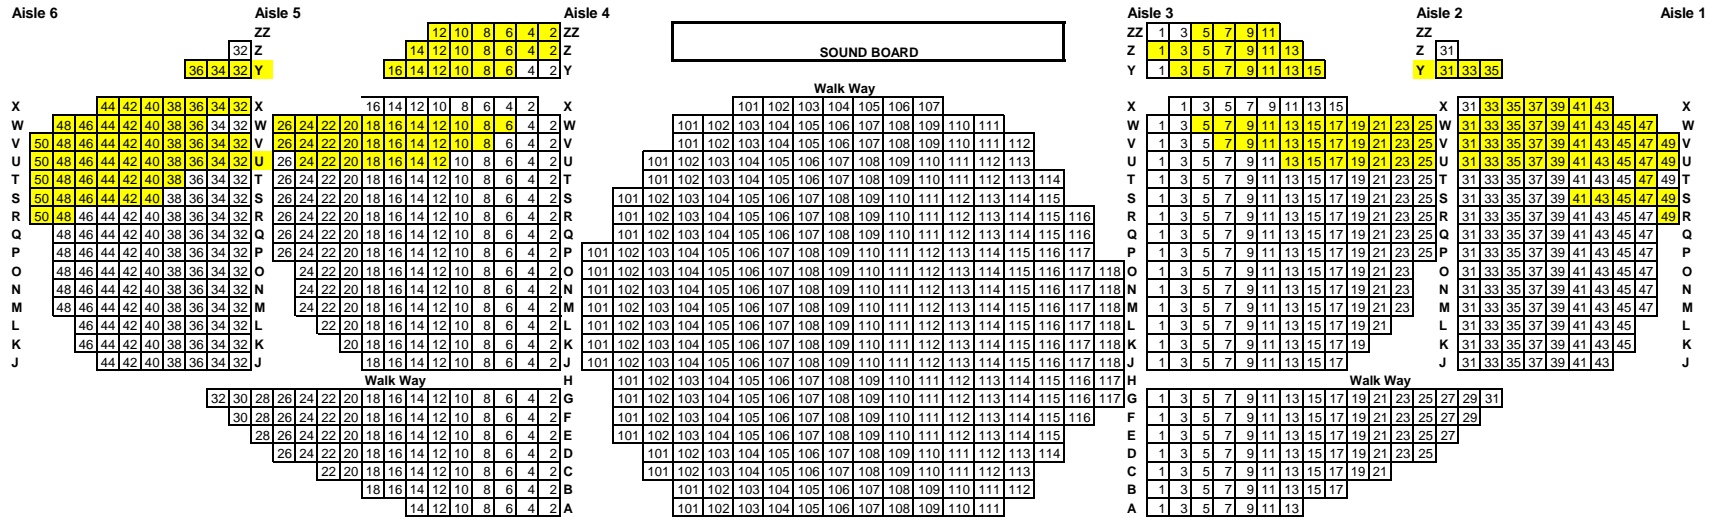 Aisle 6 Aisle 5 Aisle 4 Aisle 3 Aisle 2 Aisle 1
ZZ 12 10 8 6 4 2 ZZ ZZ 1 3 5 7 9 11 ZZ
32 Z 14 12 10 8 6 4 2 Z SOUND BOARD Z 1 3 5 7 9 11 13 Z 31
36 34 32 Y 16 14 12 10 8 6 4 2 Y Y 1 3 5 7 9 11 13 15 Y 31 33 35
Walk Way
X 44 42 40 38 36 34 32 X 16 14 12 10 8 6 4 2 X 101 102 103 104 105 106 107 X 1 3 5 7 9 11 13 15 X 31 33 35 37 39 41 43 X
W 48 46 44 42 40 38 36 34 32 W 26 24 22 20 18 16 14 12 10 8 6 4 2 W 101 102 103 104 105 106 107 108 109 110 111 W 1 3 5 7 9 11 13 15 17 19 21 23 25 W 31 33 35 37 39 41 43 45 47 W
V 50 48 46 44 42 40 38 36 34 32 V 26 24 22 20 18 16 14 12 10 8 6 4 2 V 101 102 103 104 105 106 107 108 109 110 111 112 V 1 3 5 7 9 11 13 15 17 19 21 23 25 V 31 33 35 37 39 41 43 45 47 49 V
U 50 48 46 44 42 40 38 36 34 32 U 26 24 22 20 18 16 14 12 10 8 6 4 2 U 101 102 103 104 105 106 107 108 109 110 111 112 113 U 1 3 5 7 9 11 13 15 17 19 21 23 25 U 31 33 35 37 39 41 43 45 47 49 U
T 50 48 46 44 42 40 38 36 34 32 T 26 24 22 20 18 16 14 12 10 8 6 4 2 T 101 102 103 104 105 106 107 108 109 110 111 112 113 114 T 1 3 5 7 9 11 13 15 17 19 21 23 25 T 31 33 35 37 39 41 43 45 47 49 T
S 50 48 46 44 42 40 38 36 34 32 S 26 24 22 20 18 16 14 12 10 8 6 4 2 S 101 102 103 104 105 106 107 108 109 110 111 112 113 114 115 S 1 3 5 7 9 11 13 15 17 19 21 23 25 S 31 33 35 37 39 41 43 45 47 49 S
R 50 48 46 44 42 40 38 36 34 32 R 26 24 22 20 18 16 14 12 10 8 6 4 2 R 101 102 103 104 105 106 107 108 109 110 111 112 113 114 115 116 R 1 3 5 7 9 11 13 15 17 19 21 23 25 R 31 33 35 37 39 41 43 45 47 49 R
Q 48 46 44 42 40 38 36 34 32 Q 26 24 22 20 18 16 14 12 10 8 6 4 2 Q 101 102 103 104 105 106 107 108 109 110 111 112 113 114 115 116 Q 1 3 5 7 9 11 13 15 17 19 21 23 25 Q 31 33 35 37 39 41 43 45 47 Q
P 48 46 44 42 40 38 36 34 32 P 26 24 22 20 18 16 14 12 10 8 6 4 2 P 101 102 103 104 105 106 107 108 109 110 111 112 113 114 115 116 117 P 1 3 5 7 9 11 13 15 17 19 21 23 25 P 31 33 35 37 39 41 43 45 47 P
O 48 46 44 42 40 38 36 34 32 O 24 22 20 18 16 14 12 10 8 6 4 2 O 101 102 103 104 105 106 107 108 109 110 111 112 113 114 115 116 117 118 O 1 3 5 7 9 11 13 15 17 19 21 23 O 31 33 35 37 39 41 43 45 47 O
N 48 46 44 42 40 38 36 34 32 N 24 22 20 18 16 14 12 10 8 6 4 2 N 101 102 103 104 105 106 107 108 109 110 111 112 113 114 115 116 117 118 N 1 3 5 7 9 11 13 15 17 19 21 23 N 31 33 35 37 39 41 43 45 47 N
M 48 46 44 42 40 38 36 34 32 M 24 22 20 18 16 14 12 10 8 6 4 2 M 101 102 103 104 105 106 107 108 109 110 111 112 113 114 115 116 117 118 M 1 3 5 7 9 11 13 15 17 19 21 23 M 31 33 35 37 39 41 43 45 47 M
L 46 44 42 40 38 36 34 32 L 22 20 18 16 14 12 10 8 6 4 2 L 101 102 103 104 105 106 107 108 109 110 111 112 113 114 115 116 117 118 L 1 3 5 7 9 11 13 15 17 19 21 L 31 33 35 37 39 41 43 45 L
K 46 44 42 40 38 36 34 32 K 20 18 16 14 12 10 8 6 4 2 K 101 102 103 104 105 106 107 108 109 110 111 112 113 114 115 116 117 118 K 1 3 5 7 9 11 13 15 17 19 K 31 33 35 37 39 41 43 45 K
J 44 42 40 38 36 34 32 J 18 16 14 12 10 8 6 4 2 J 101 102 103 104 105 106 107 108 109 110 111 112 113 114 115 116 117 118 J 1 3 5 7 9 11 13 15 17 J 31 33 35 37 39 41 43 J
Walk Way H 101 102 103 104 105 106 107 108 109 110 111 112 113 114 115 116 117 H Walk Way
32 30 28 26 24 22 20 18 16 14 12 10 8 6 4 2 G 101 102 103 104 105 106 107 108 109 110 111 112 113 114 115 116 117 G 1 3 5 7 9 11 13 15 17 19 21 23 25 27 29 31
30 28 26 24 22 20 18 16 14 12 10 8 6 4 2 F 101 102 103 104 105 106 107 108 109 110 111 112 113 114 115 116 F 1 3 5 7 9 11 13 15 17 19 21 23 25 27 29
28 26 24 22 20 18 16 14 12 10 8 6 4 2 E 101 102 103 104 105 106 107 108 109 110 111 112 113 114 115 E 1 3 5 7 9 11 13 15 17 19 21 23 25 27
26 24 22 20 18 16 14 12 10 8 6 4 2 D 101 102 103 104 105 106 107 108 109 110 111 112 113 114 D 1 3 5 7 9 11 13 15 17 19 21 23 25
22 20 18 16 14 12 10 8 6 4 2 C 101 102 103 104 105 106 107 108 109 110 111 112 113 C 1 3 5 7 9 11 13 15 17 19 21
18 16 14 12 10 8 6 4 2 B 101 102 103 104 105 106 107 108 109 110 111 112 B 1 3 5 7 9 11 13 15 17
14 12 10 8 6 4 2 A 101 102 103 104 105 106 107 108 109 110 111 A 1 3 5 7 9 11 13